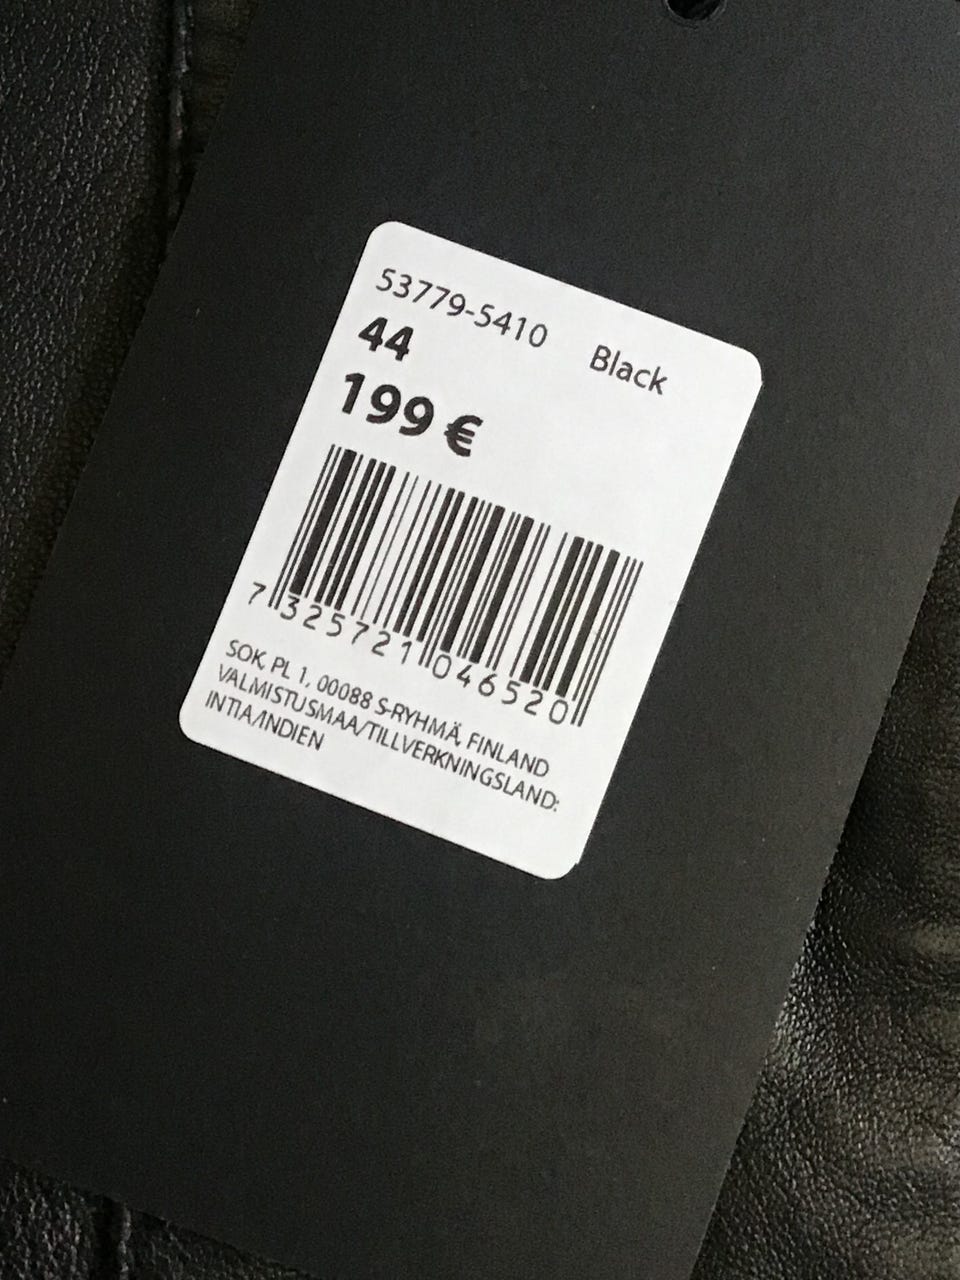 53779-5410 Black
44
199 €
7 325721 046520
SOK, PL 1, 00088 S-RYHMÄ, FINLAND
VALMISTUSMAA/TILLVERKNINGSLAND:
INTIA/INDIEN